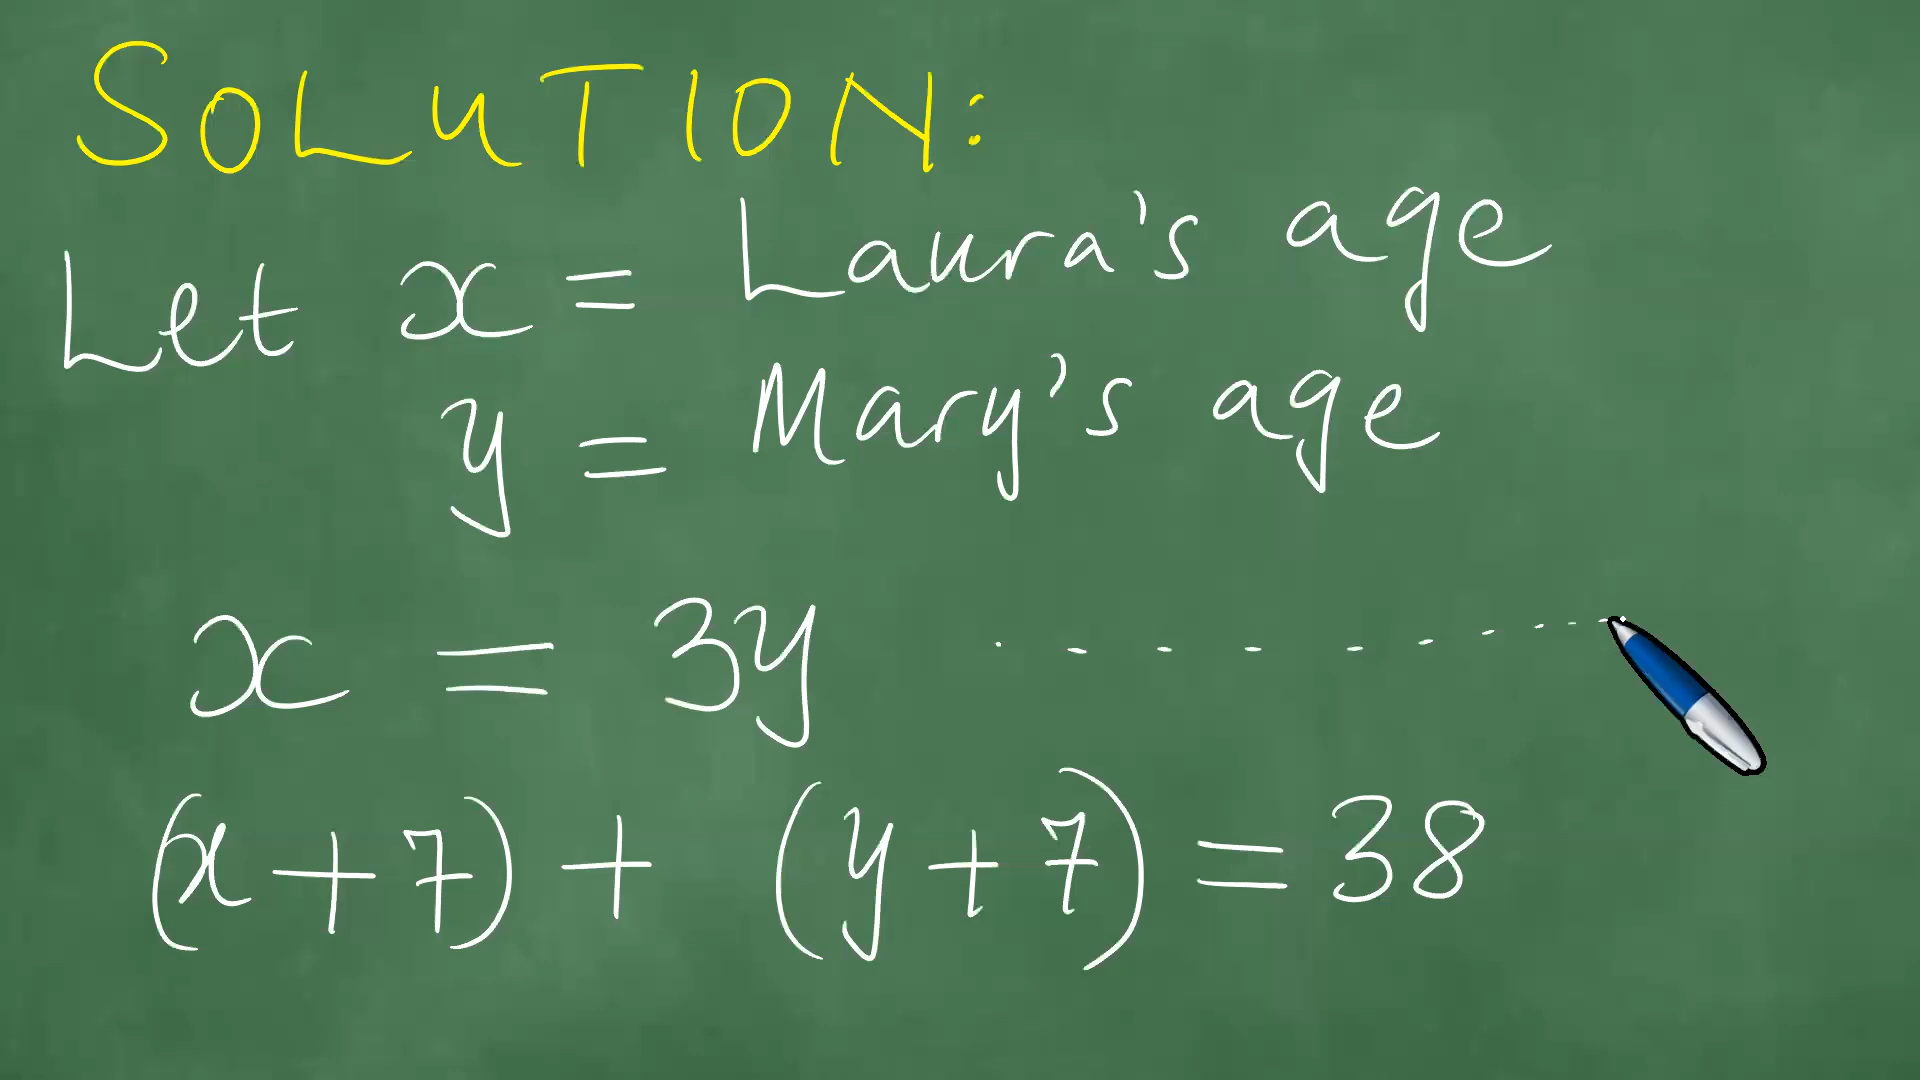 SOLUTION:
Let x = Laura's age
y = Mary's age
x = 3y .........
(x+7) + (y+7) = 38